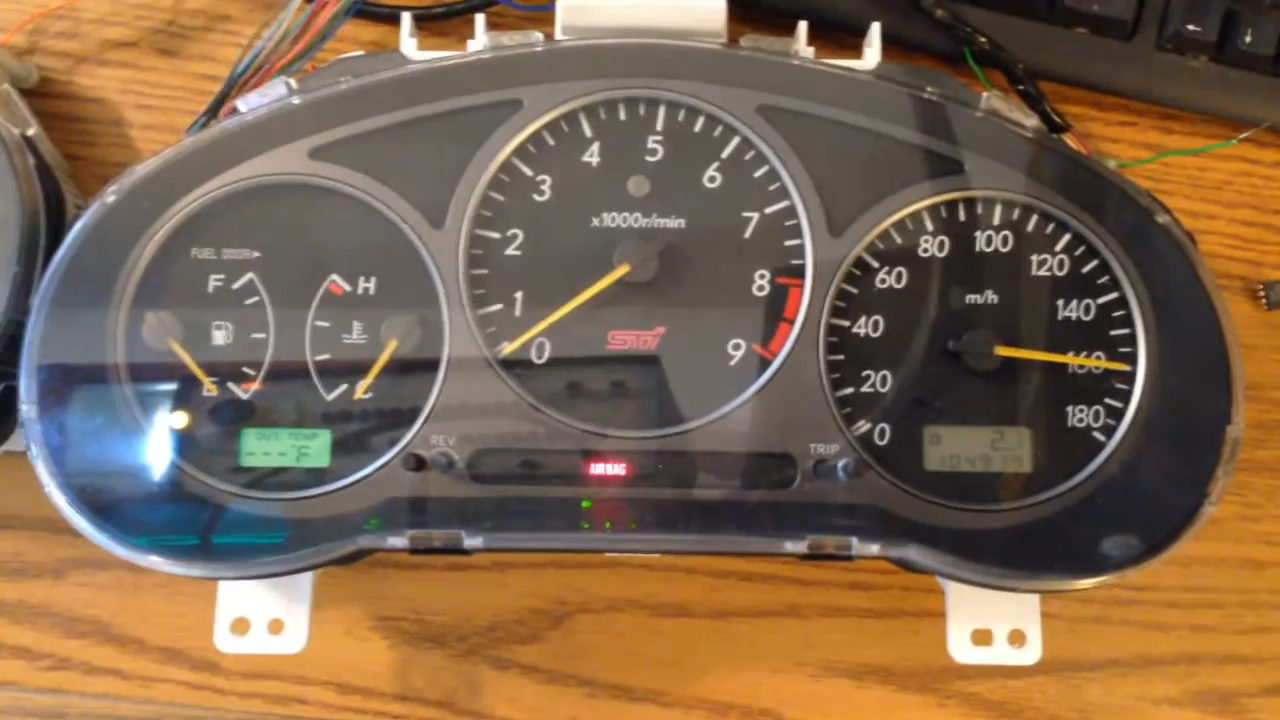 FUEL DOOR
F
H
E
C
OUT TEMP
---°F
0
1
2
3
4
5
6
7
8
9
x1000r/min
STi
REV.
AIRBAG
TRIP
0
20
40
60
80
100
120
140
160
180
m/h